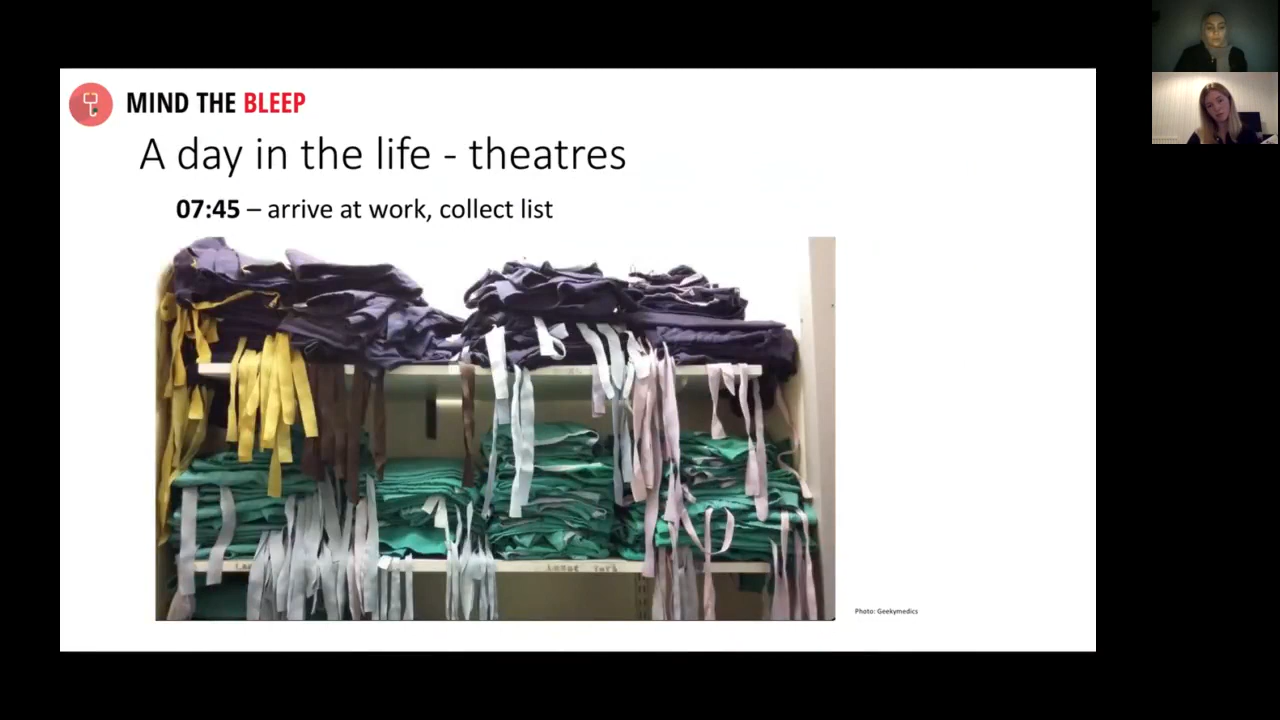 MIND THE BLEEP
A day in the life - theatres
07:45 – arrive at work, collect list
Photo: Geekymedics